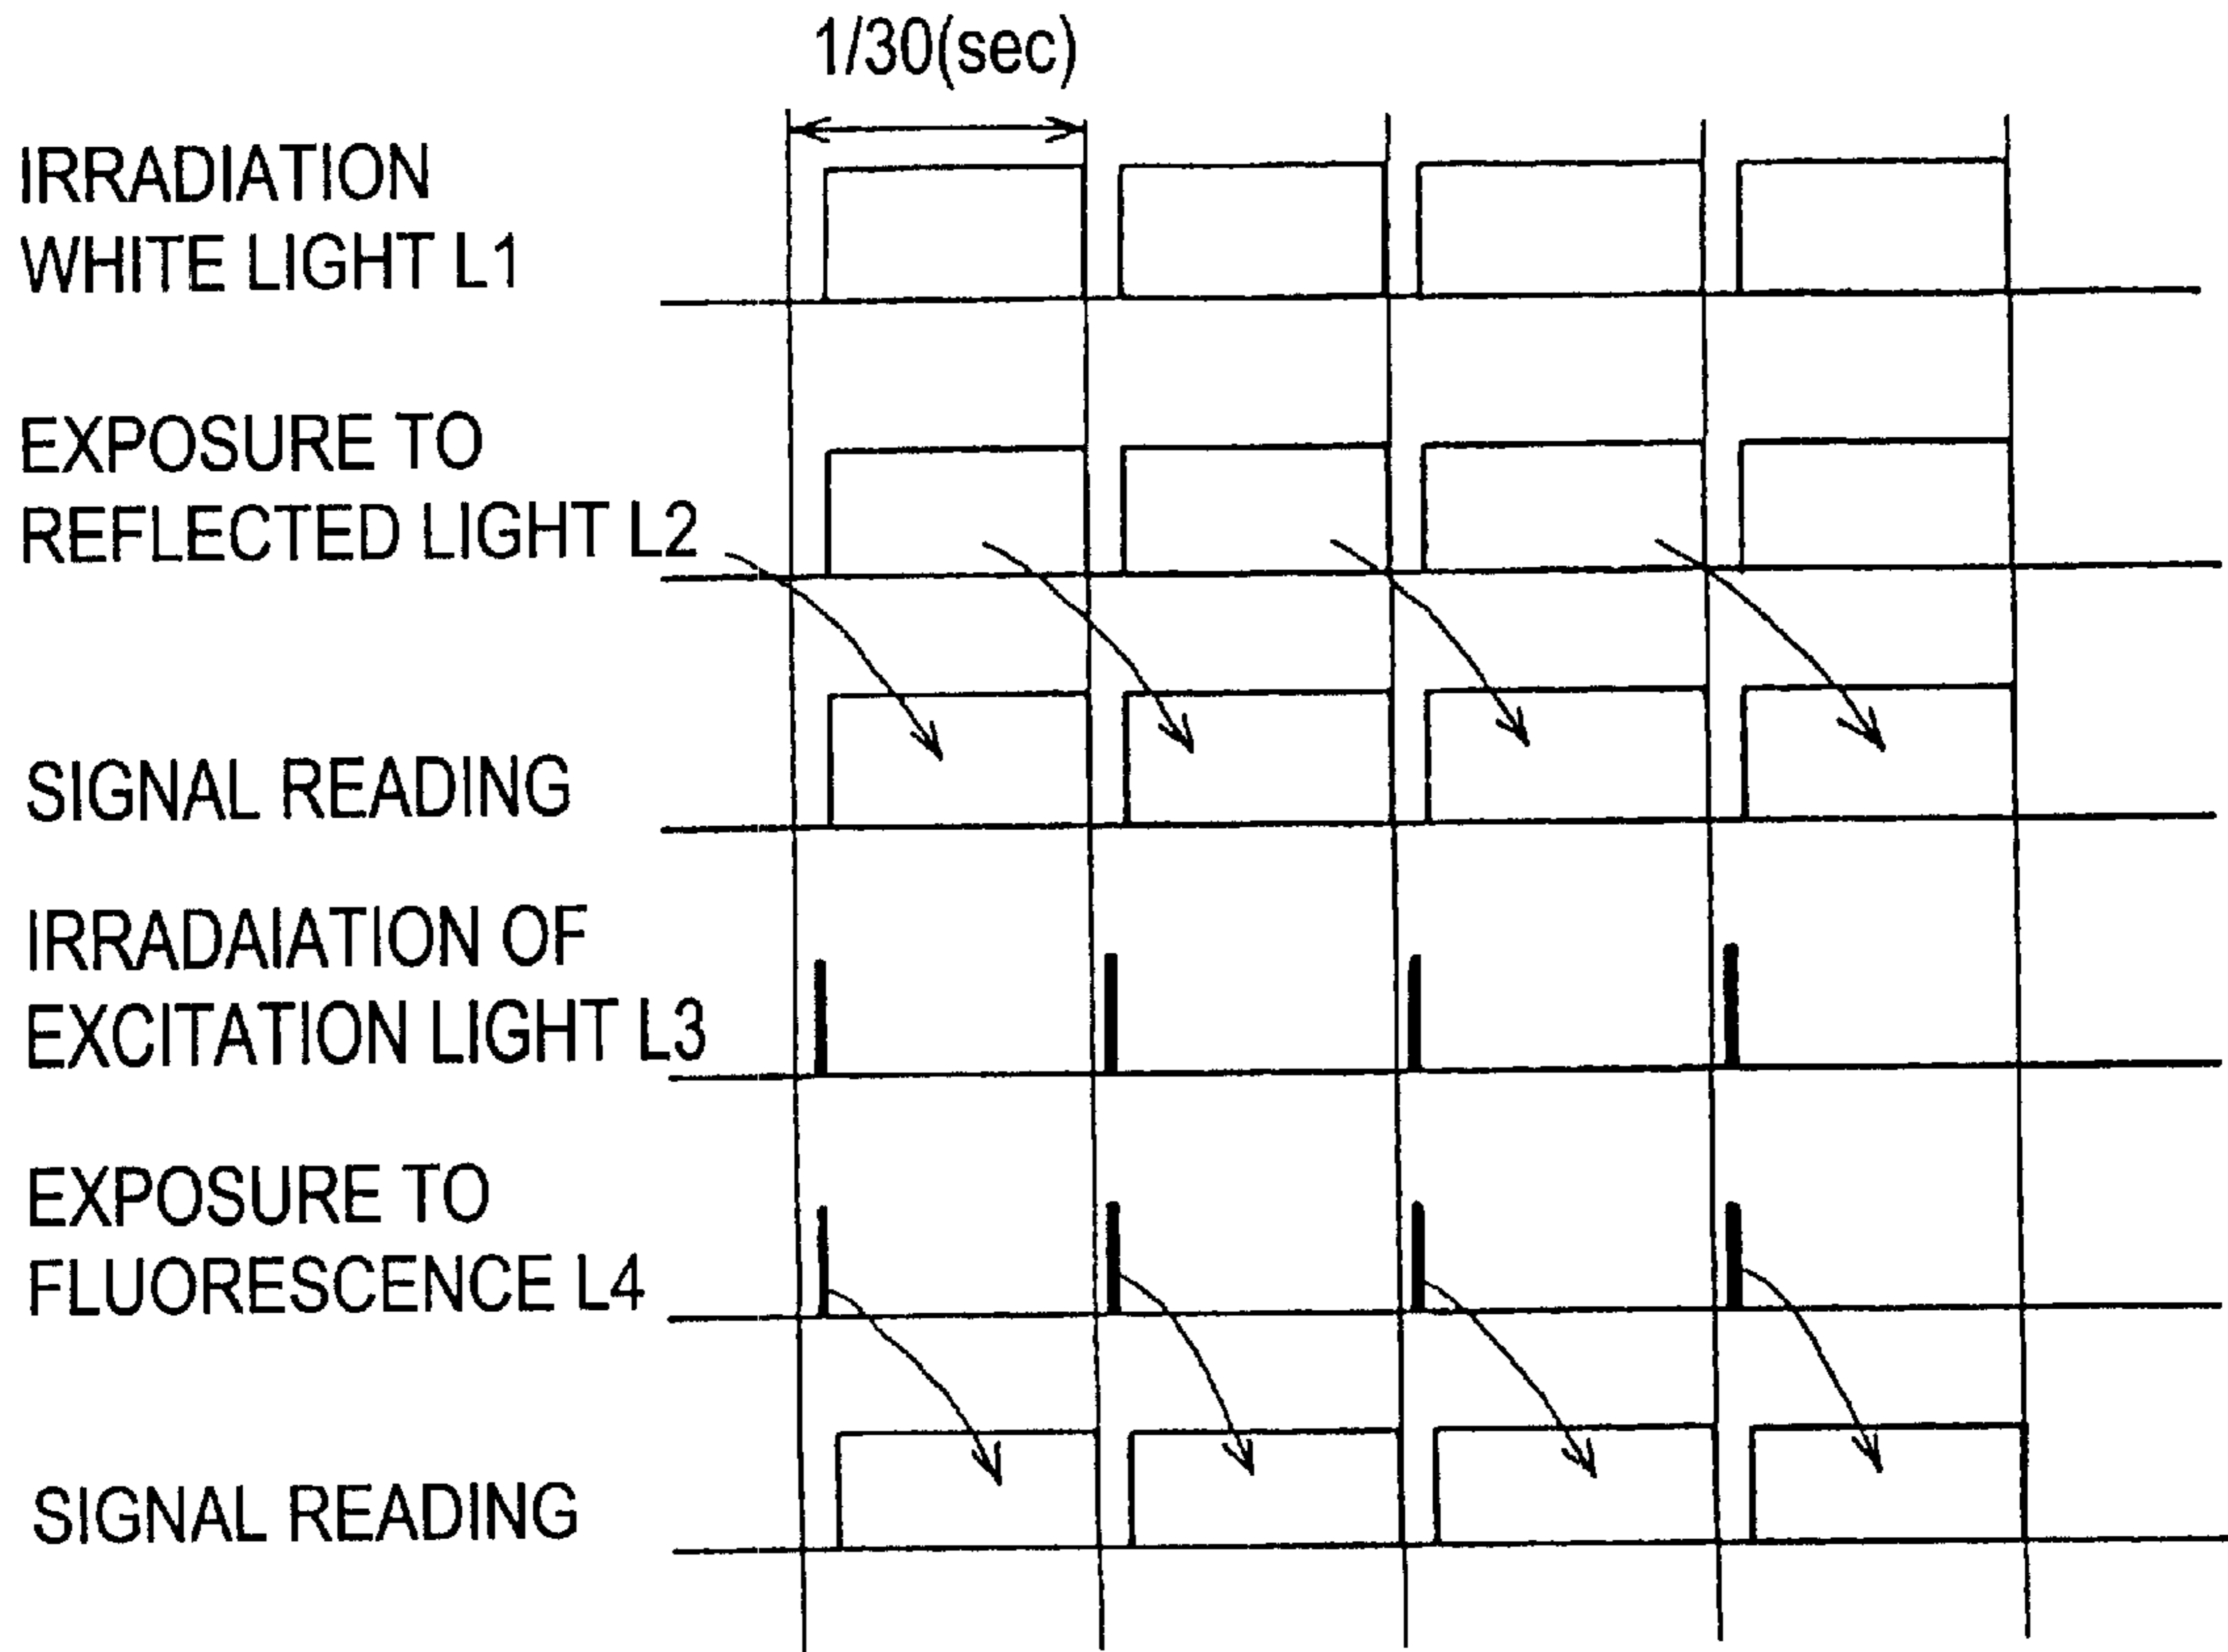 1/30(sec)
IRRADIATION
WHITE LIGHT L1
EXPOSURE TO
REFLECTED LIGHT L2
SIGNAL READING
IRRADAIATION OF
EXCITATION LIGHT L3
EXPOSURE TO
FLUORESCENCE L4
SIGNAL READING